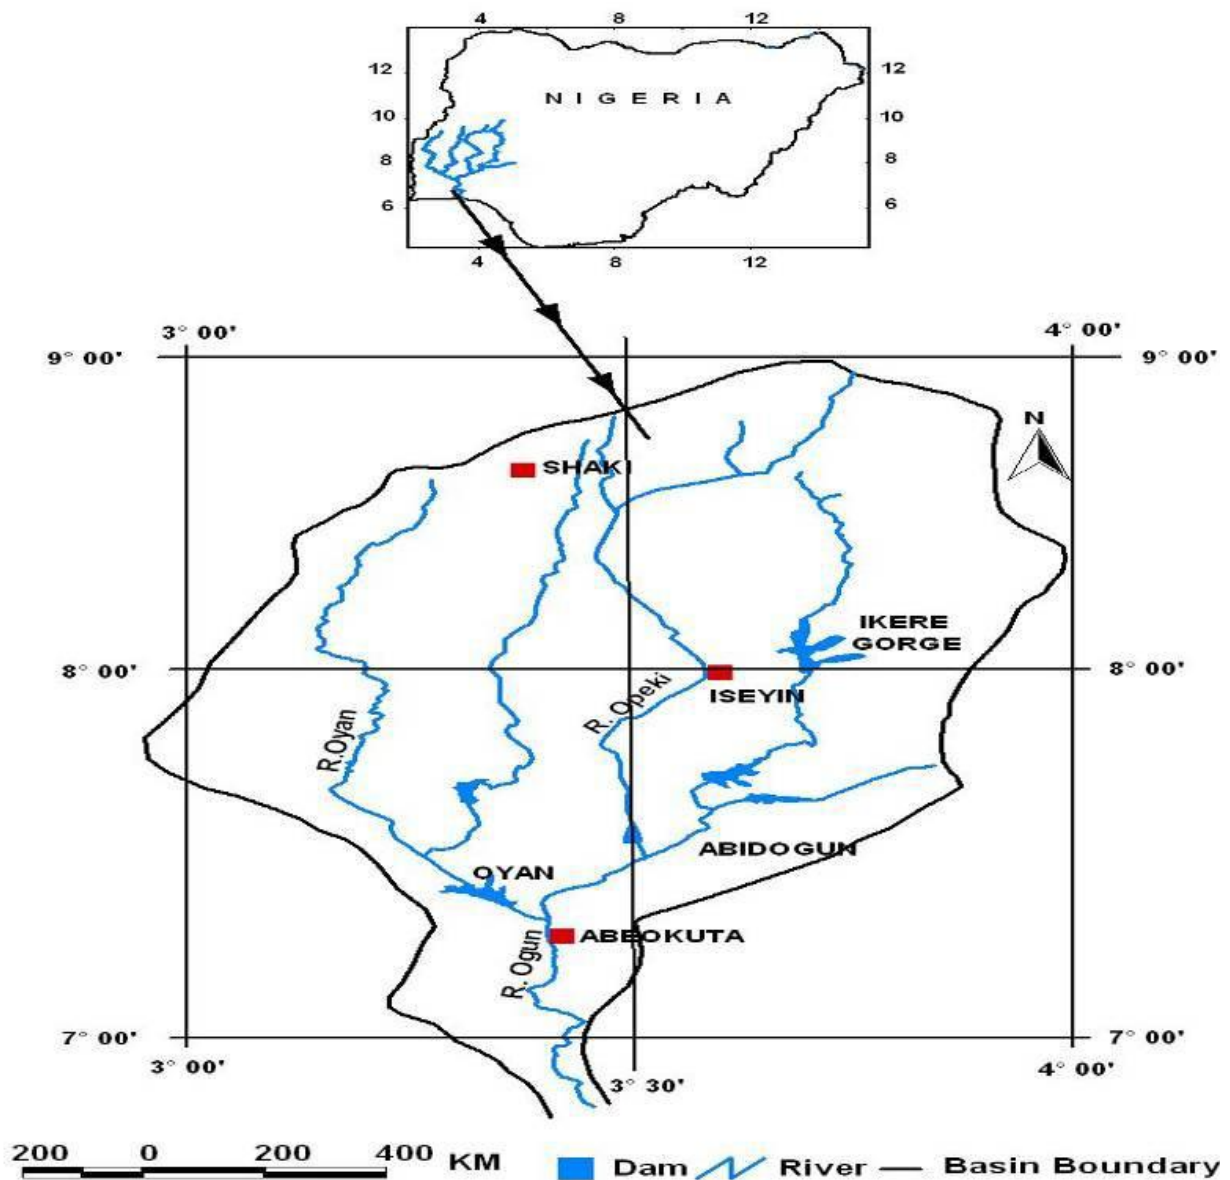 4 8 12
12 12
NIGERIA
10 10
8 8
6 6
4 8 12
3° 00' 4° 00'
9° 00' 9° 00'
N
SHAKI
IKERE
GORGE
8° 00' 8° 00'
R. Opeki
ISEYIN
R.Oyan
ABIDOGUN
OYAN
ABEOKUTA
R. Ogun
7° 00' 7° 00'
3° 00' 3° 30' 4° 00'
200 0 200 400 KM
Dam River Basin Boundary